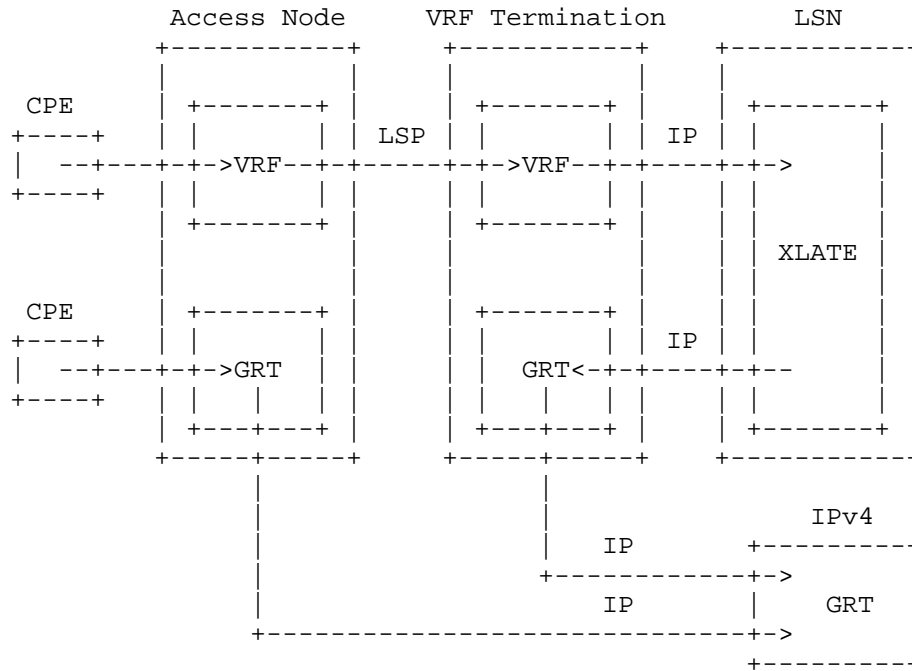 Access Node VRF Termination LSN
CPE
LSP IP
VRF VRF
XLATE
CPE
IP
GRT GRT
IPv4
IP
IP GRT